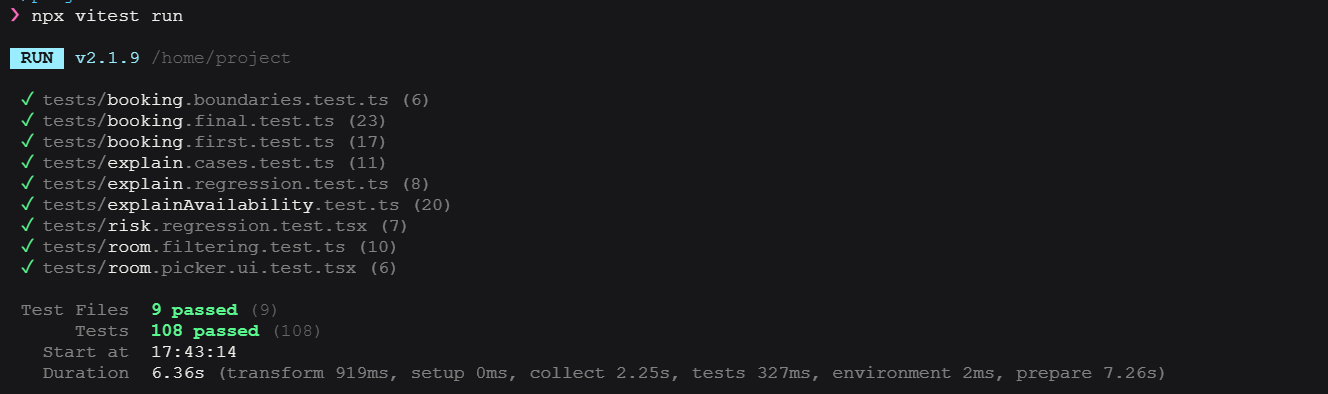 ❯ npx vitest run
RUN v2.1.9 /home/project
✓ tests/booking.boundaries.test.ts (6)
✓ tests/booking.final.test.ts (23)
✓ tests/booking.first.test.ts (17)
✓ tests/explain.cases.test.ts (11)
✓ tests/explain.regression.test.ts (8)
✓ tests/explainAvailability.test.ts (20)
✓ tests/risk.regression.test.tsx (7)
✓ tests/room.filtering.test.ts (10)
✓ tests/room.picker.ui.test.tsx (6)
Test Files 9 passed (9)
Tests 108 passed (108)
Start at 17:43:14
Duration 6.36s (transform 919ms, setup 0ms, collect 2.25s, tests 327ms, environment 2ms, prepare 7.26s)